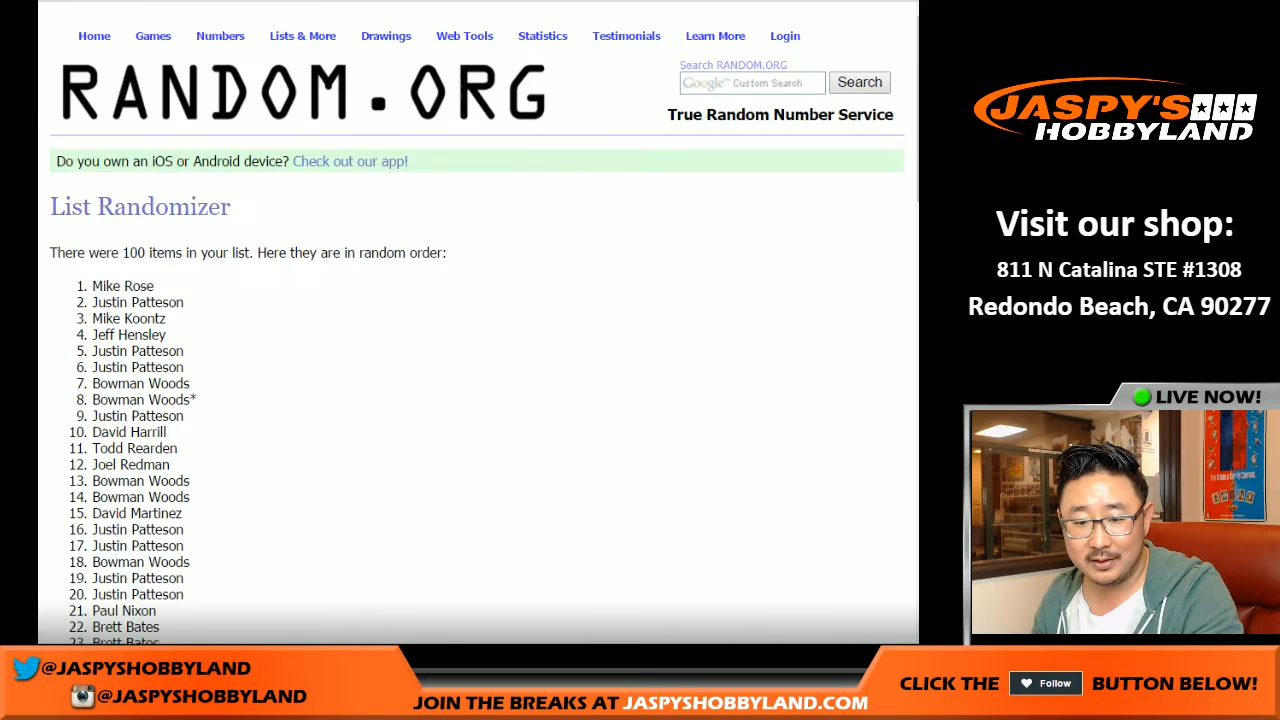 Home Games Numbers Lists & More Drawings Web Tools Statistics Testimonials Learn More Login
RANDOM.ORG
Search RANDOM.ORG
Google™ Custom Search Search
True Random Number Service
Do you own an iOS or Android device? Check out our app!
List Randomizer
There were 100 items in your list. Here they are in random order:
1. Mike Rose
2. Justin Patteson
3. Mike Koontz
4. Jeff Hensley
5. Justin Patteson
6. Justin Patteson
7. Bowman Woods
8. Bowman Woods*
9. Justin Patteson
10. David Harrill
11. Todd Rearden
12. Joel Redman
13. Bowman Woods
14. Bowman Woods
15. David Martinez
16. Justin Patteson
17. Justin Patteson
18. Bowman Woods
19. Justin Patteson
20. Justin Patteson
21. Paul Nixon
22. Brett Bates
23. Brett Bates
JASPY'S
HOBBYLAND
Visit our shop:
811 N Catalina STE #1308
Redondo Beach, CA 90277
LIVE NOW!
@JASPYSHOBBYLAND
@JASPYSHOBBYLAND
JOIN THE BREAKS AT JASPYSHOBBYLAND.COM
CLICK THE Follow BUTTON BELOW!